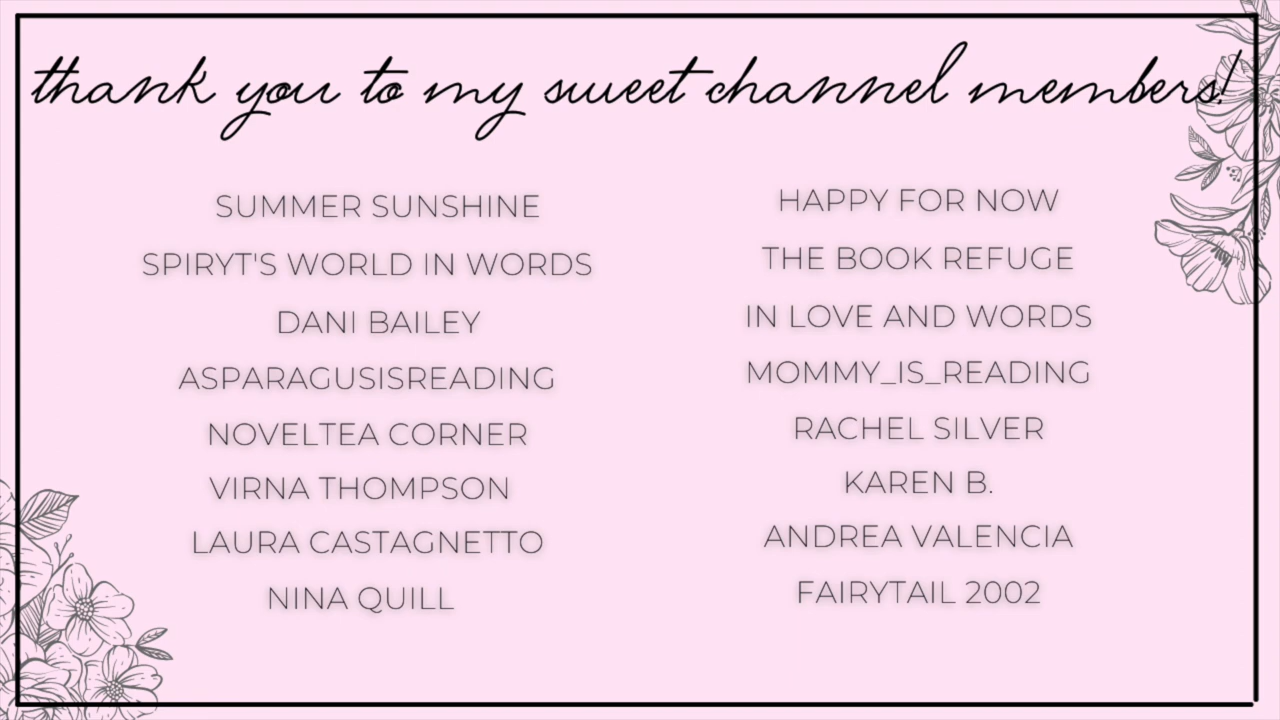 thank you to my sweet channel members!
SUMMER SUNSHINE
SPIRYT'S WORLD IN WORDS
DANI BAILEY
ASPARAGUSISREADING
NOVELTEA CORNER
VIRNA THOMPSON
LAURA CASTAGNETTO
NINA QUILL
HAPPY FOR NOW
THE BOOK REFUGE
IN LOVE AND WORDS
MOMMY_IS_READING
RACHEL SILVER
KAREN B.
ANDREA VALENCIA
FAIRYTAIL 2002